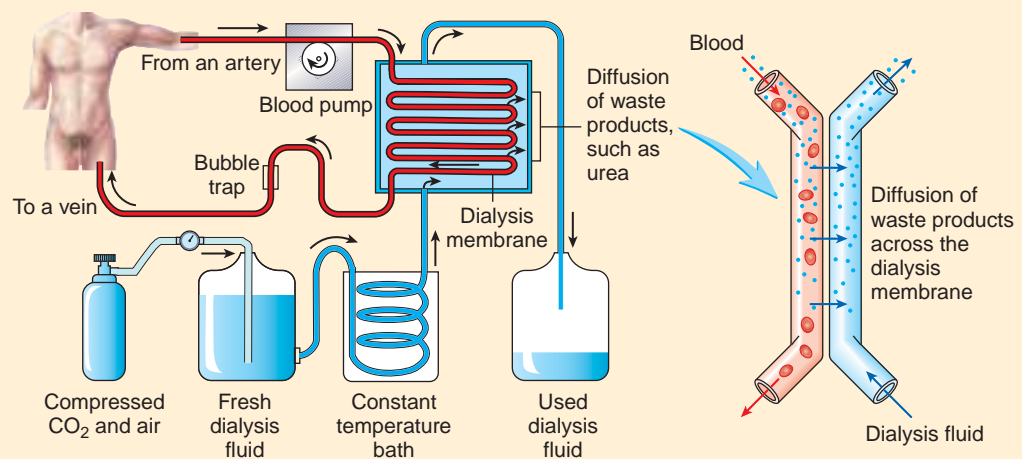 From an artery
Blood pump
Diffusion
of waste
products,
such as
urea
Blood
Bubble
trap
To a vein
Dialysis
membrane
Diffusion of
waste products
across the
dialysis
membrane
Compressed
CO₂ and air
Fresh
dialysis
fluid
Constant
temperature
bath
Used
dialysis
fluid
Dialysis fluid